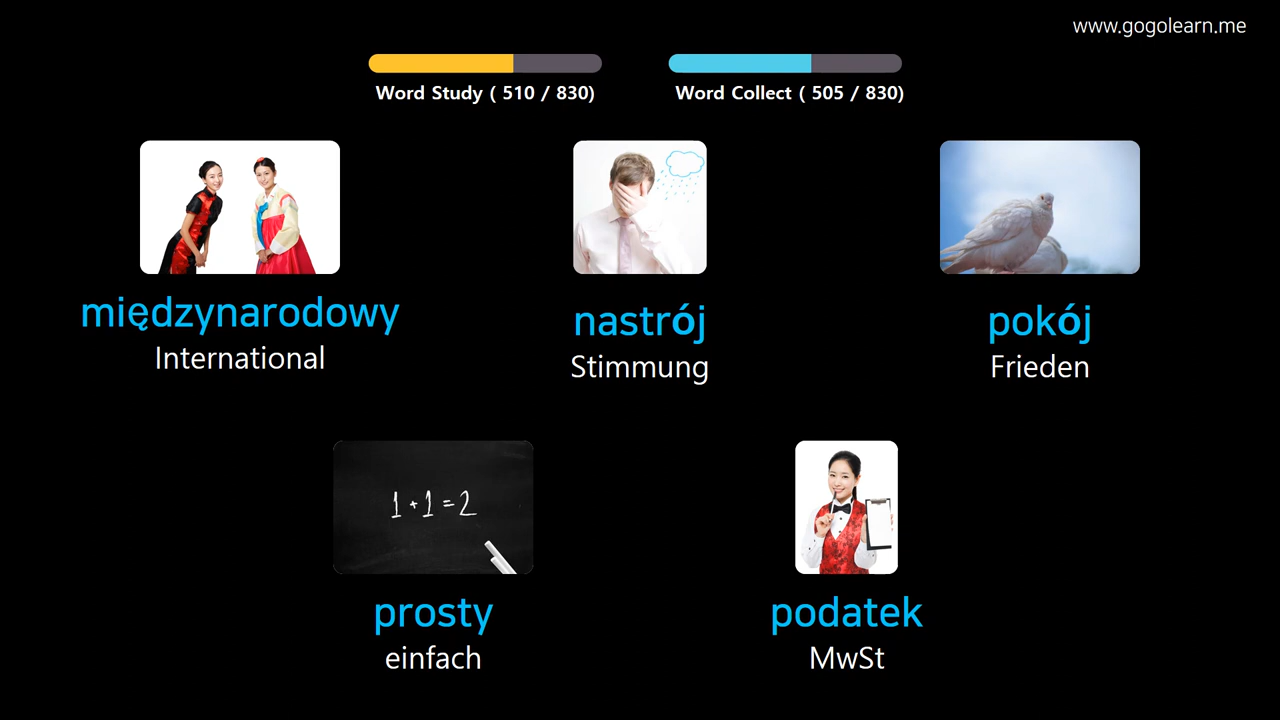 www.gogolearn.me
Word Study ( 510 / 830)
Word Collect ( 505 / 830)
międzynarodowy
International
nastrój
Stimmung
pokój
Frieden
1 + 1 = 2
prosty
einfach
podatek
MwSt